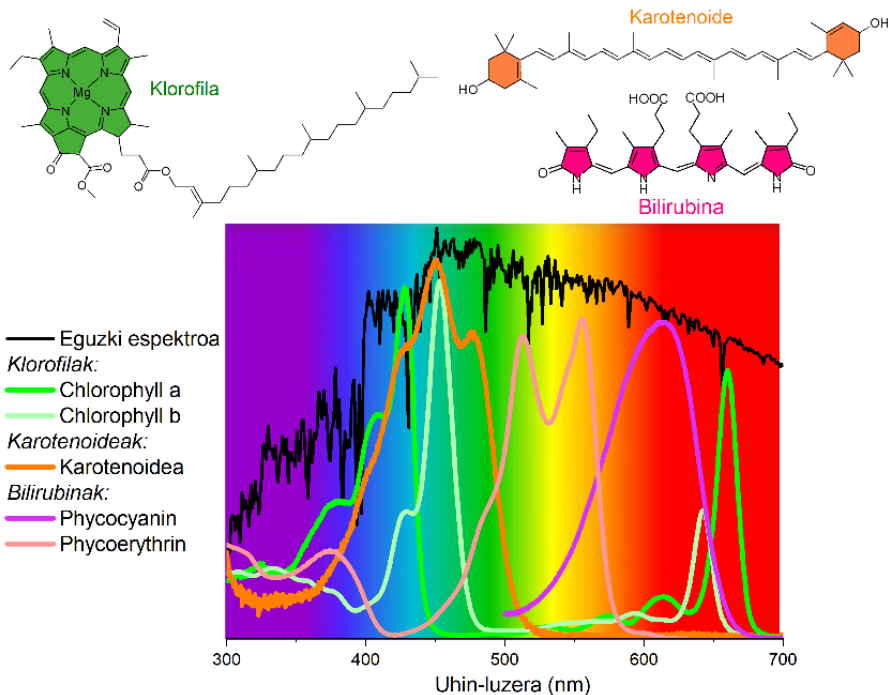 Karotenoide
OH
HO
Mg
N
N
N
N
Klorofila
O
O
O
O
O
HOOC
COOH
O
N
H
N
H
N
N
H
O
Bilirubina
Eguzki espektroa
Klorofilak:
Chlorophyll a
Chlorophyll b
Karotenoideak:
Karotenoidea
Bilirubinak:
Phycocyanin
Phycoerythrin
300
400
500
600
700
Uhin-luzera (nm)